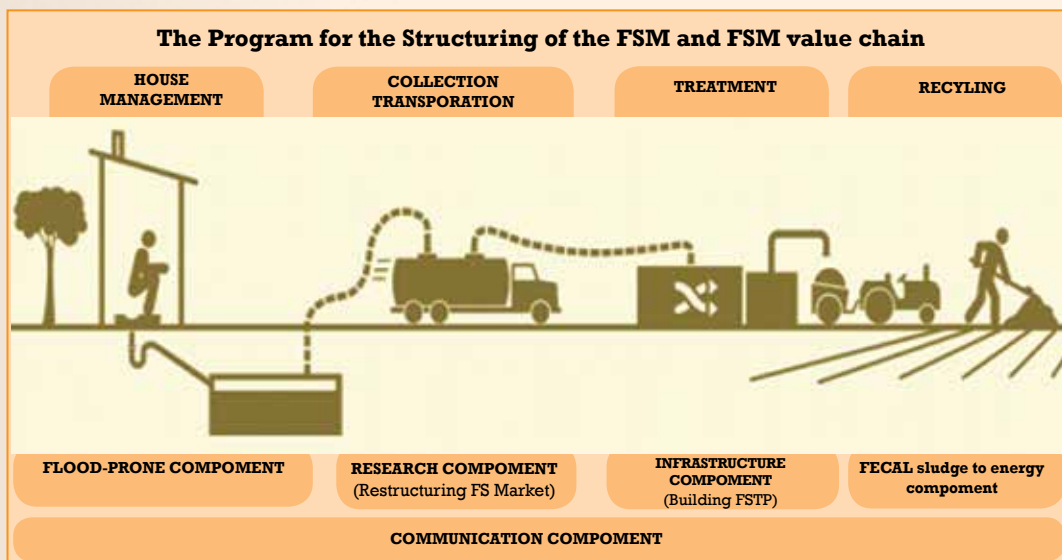 The Program for the Structuring of the FSM and FSM value chain
HOUSE
MANAGEMENT
COLLECTION
TRANSPORATION
TREATMENT
RECYLING
FLOOD-PRONE COMPOMENT
RESEARCH COMPOMENT
(Restructuring FS Market)
INFRASTRUCTURE
COMPOMENT
(Building FSTP)
FECAL sludge to energy
compoment
COMMUNICATION COMPOMENT